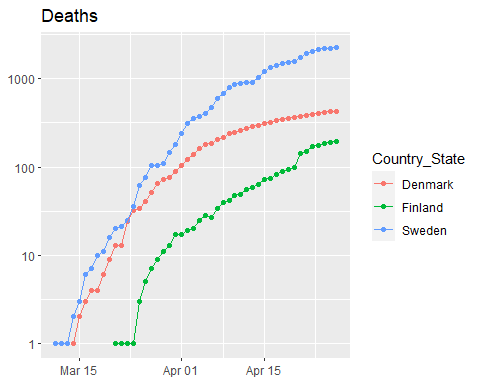 Deaths
1000
100
10
1
Mar 15
Apr 01
Apr 15
Country_State
Denmark
Finland
Sweden